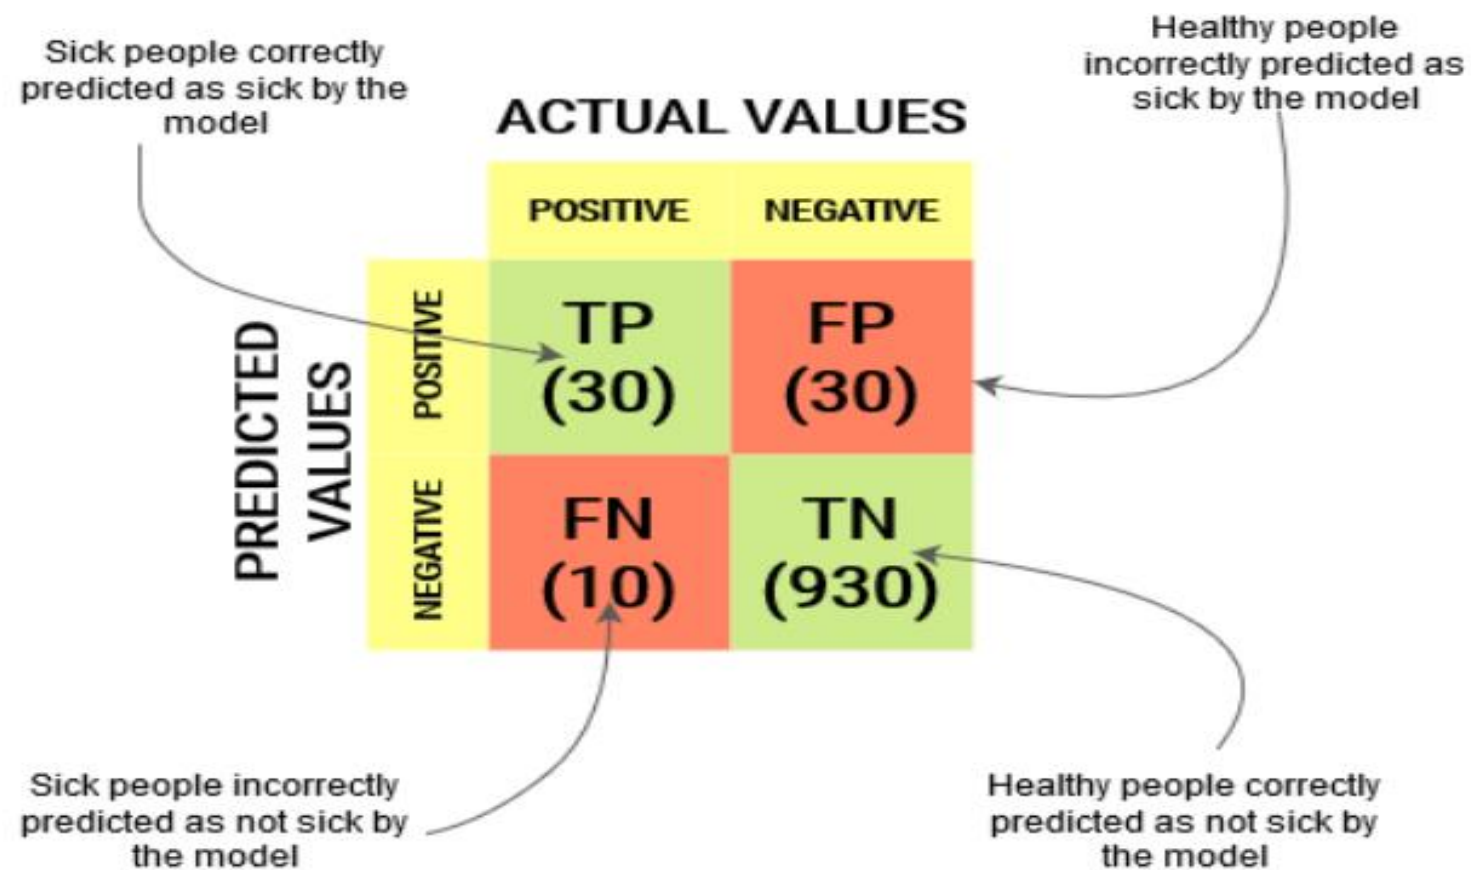 Sick people correctly
predicted as sick by the
model
Healthy people
incorrectly predicted as
sick by the model
ACTUAL VALUES
POSITIVE
NEGATIVE
PREDICTED
VALUES
POSITIVE
TP
(30)
FP
(30)
NEGATIVE
FN
(10)
TN
(930)
Sick people incorrectly
predicted as not sick by
the model
Healthy people correctly
predicted as not sick by
the model